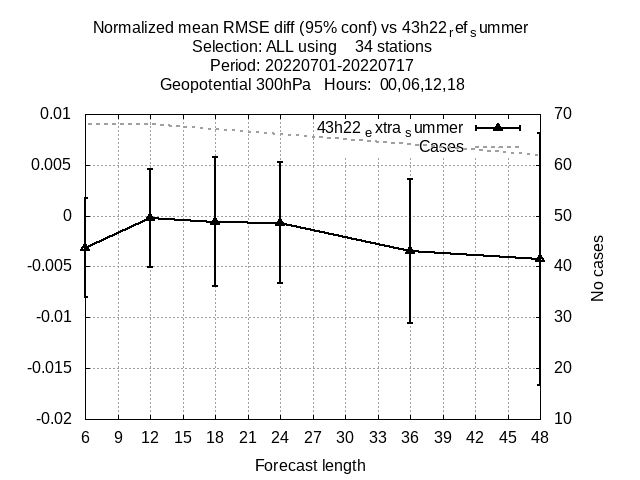 Normalized mean RMSE diff (95% conf) vs 43h22refsummer
Selection: ALL using 34 stations
Period: 20220701-20220717
Geopotential 300hPa Hours: 00,06,12,18
0.01
0.005
0
-0.005
-0.01
-0.015
-0.02
70
60
50
40
30
20
10
43h22extrasummer
Cases
No cases
6 9 12 15 18 21 24 27 30 33 36 39 42 45 48
Forecast length